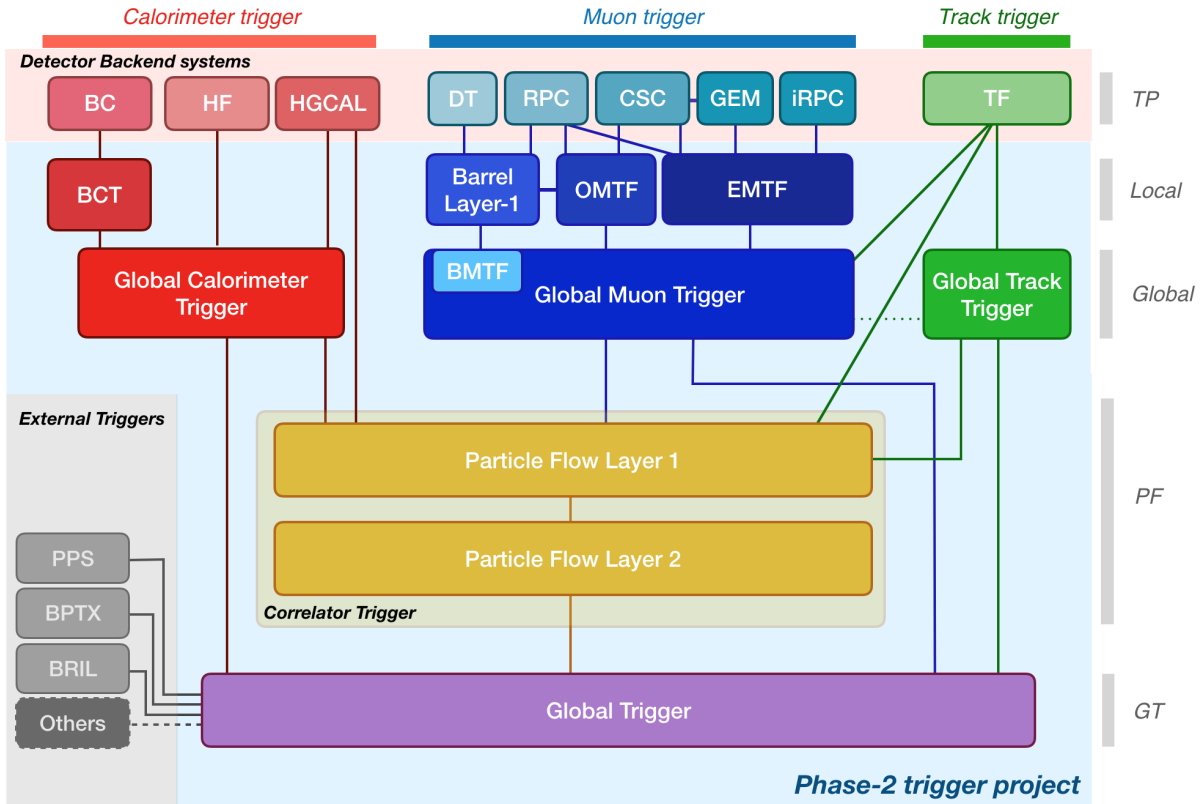 Calorimeter trigger
Muon trigger
Track trigger
Detector Backend systems
BC
HF
HGCAL
DT
RPC
CSC
GEM
iRPC
TF
TP
BCT
Barrel
Layer-1
OMTF
EMTF
Local
Global Calorimeter
Trigger
BMTF
Global Muon Trigger
Global Track
Trigger
Global
External Triggers
Particle Flow Layer 1
PF
Particle Flow Layer 2
Correlator Trigger
PPS
BPTX
BRIL
Others
Global Trigger
GT
Phase-2 trigger project